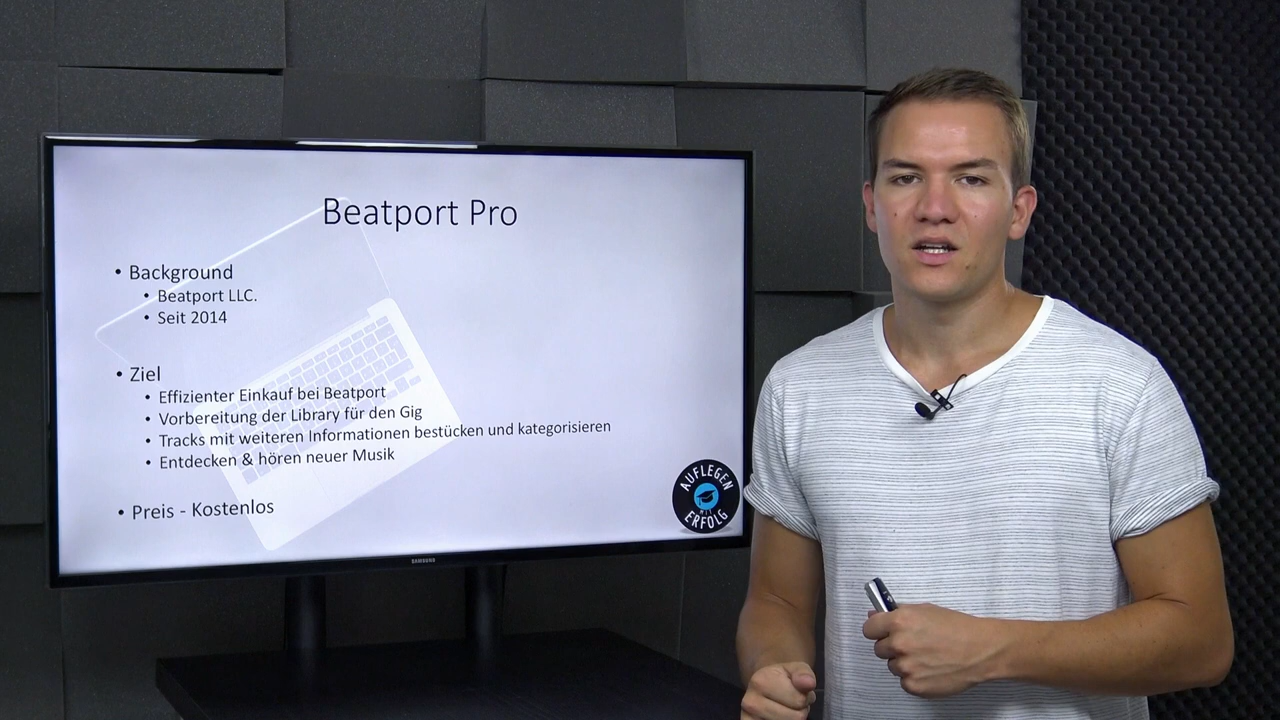 Beatport Pro
• Background
• Beatport LLC.
• Seit 2014
• Ziel
• Effizienter Einkauf bei Beatport
• Vorbereitung der Library für den Gig
• Tracks mit weiteren Informationen bestücken und kategorisieren
• Entdecken & hören neuer Musik
• Preis - Kostenlos
AUFLEGEN
MIT
ERFOLG
SAMSUNG